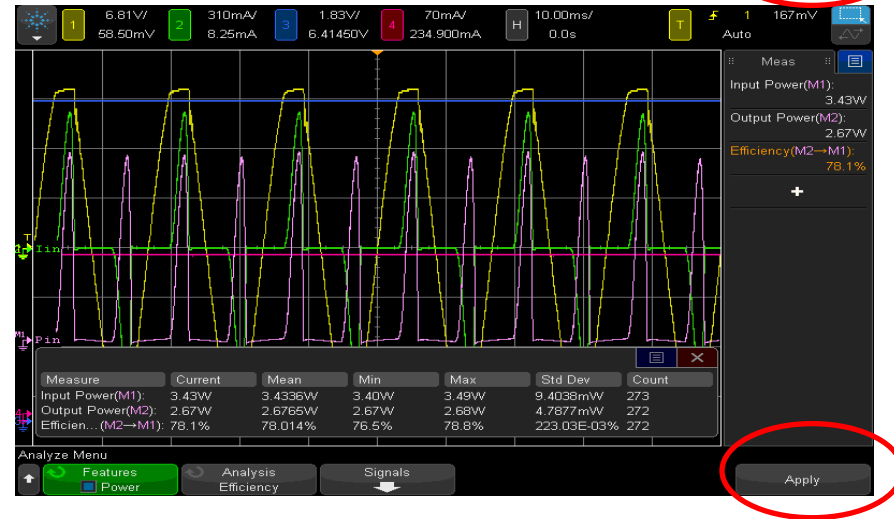 1 6.81V/ 2 310mA/ 3 1.83V/ 4 70mA/ H 10.00ms/ T 1 167mV
58.50mV 8.25mA 6.41450V 234.900mA 0.0s Auto
Meas
Input Power(M1):
3.43W
Output Power(M2):
2.67W
Efficiency(M2→M1):
78.1%
+
T
Iin
M1
Pin
Measure Current Mean Min Max Std Dev Count
Input Power(M1): 3.43W 3.4336W 3.40W 3.49W 9.4038mW 273
Output Power(M2): 2.67W 2.6765W 2.67W 2.68W 4.7877mW 272
Efficien...(M2→M1): 78.1% 78.014% 76.5% 78.8% 223.03E-03% 272
Analyze Menu
Features Analysis Signals Apply
Power Efficiency